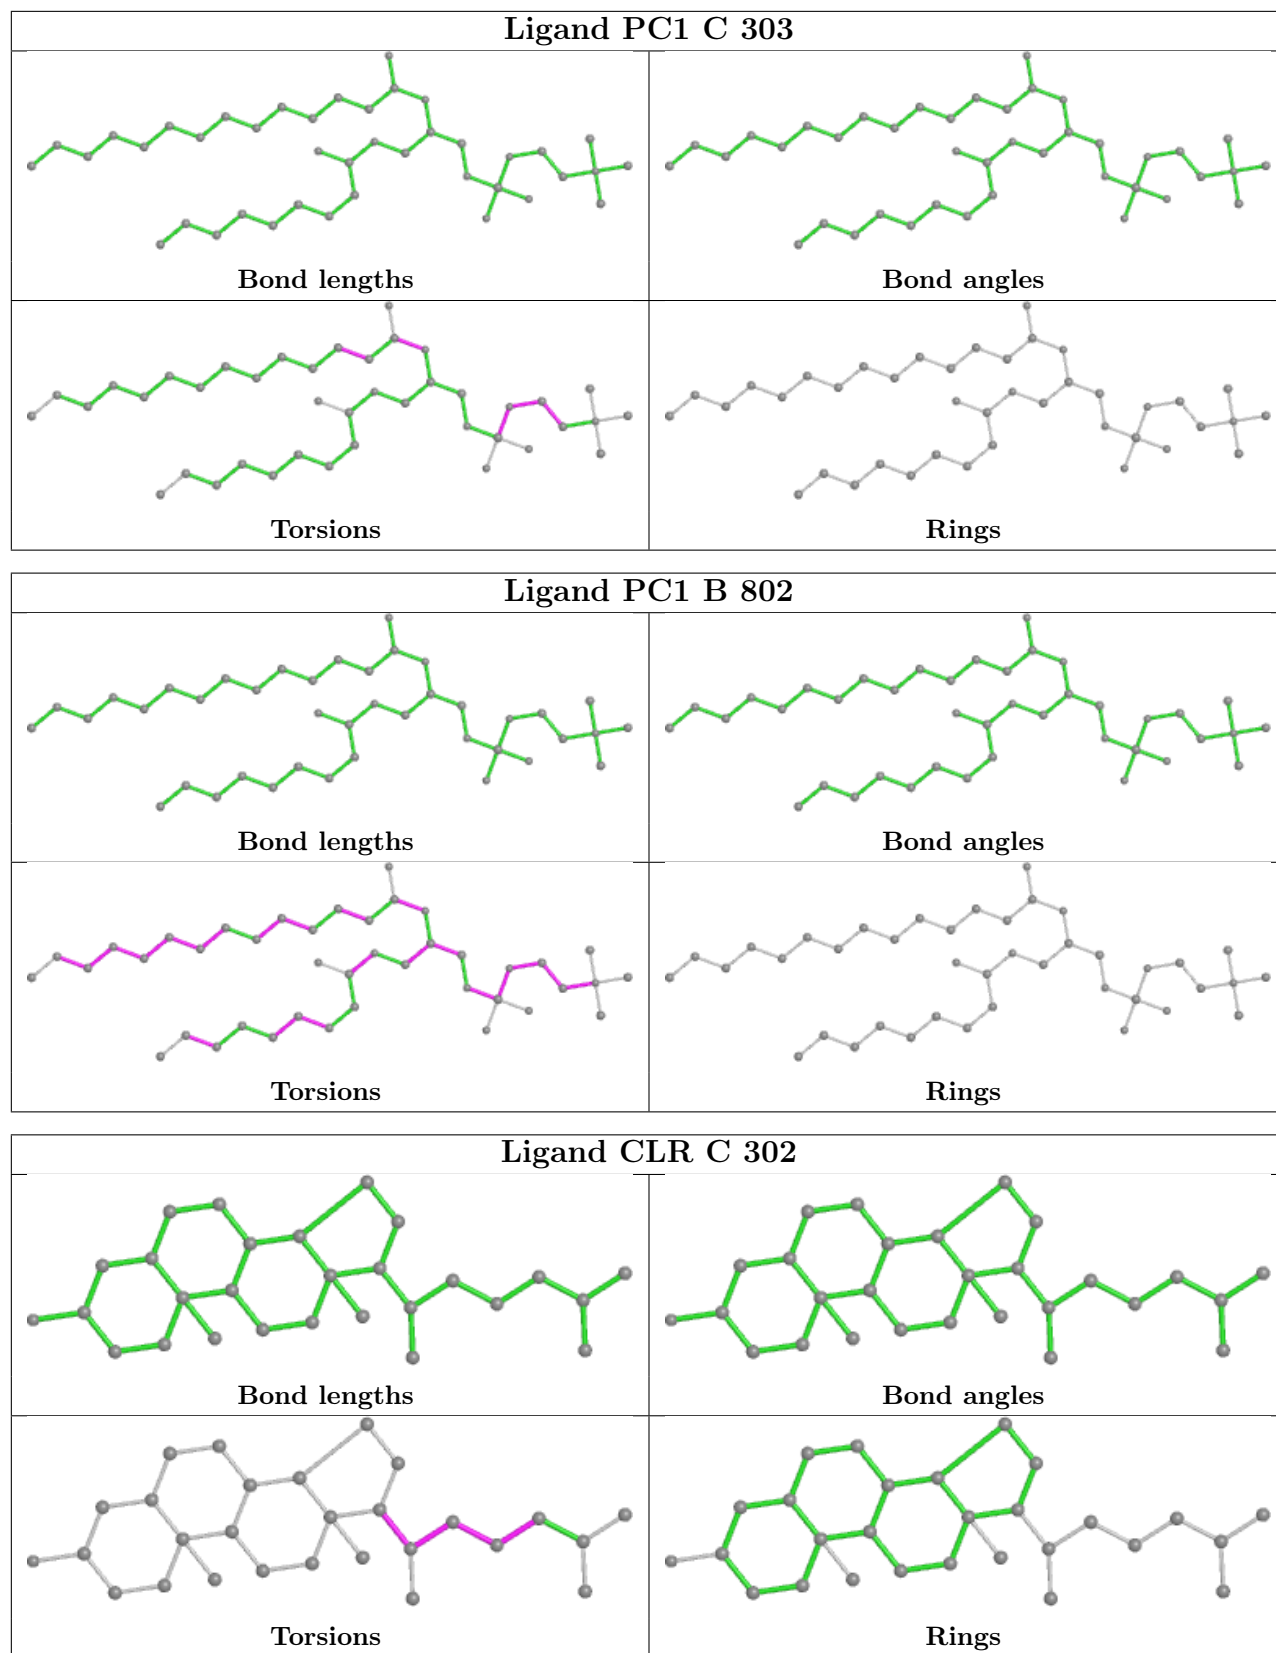 Ligand PC1 C 303
Bond lengths
Bond angles
Torsions
Rings
Ligand PC1 B 802
Bond lengths
Bond angles
Torsions
Rings
Ligand CLR C 302
Bond lengths
Bond angles
Torsions
Rings